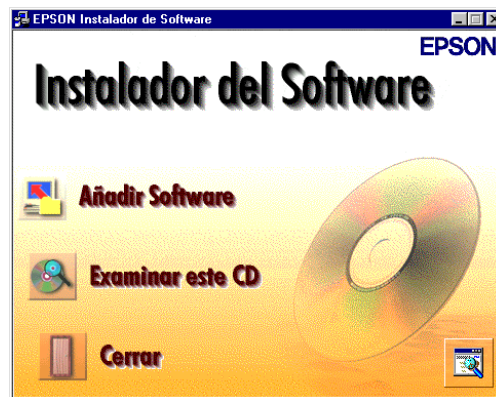 EPSON Instalador de Software
EPSON
Instalador del Software
Añadir Software
Examinar este CD
Cerrar